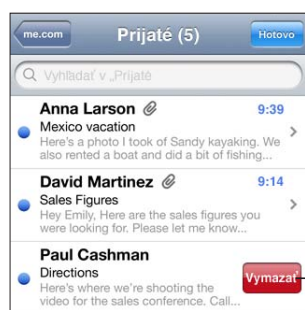 me.com Prijaté (5) Hotovo
Vyhľadať v „Prijaté
Anna Larson 9:39
Mexico vacation
Here's a photo I took of Sandy kayaking. We
also rented a boat and did a bit of fishing...
David Martinez 9:14
Sales Figures
Hey Emily, Here are the sales figures you
were looking for. Please let me know...
Paul Cashman
Directions
Vymazať
Here's where we're shooting the
video for the sales conference. Call...